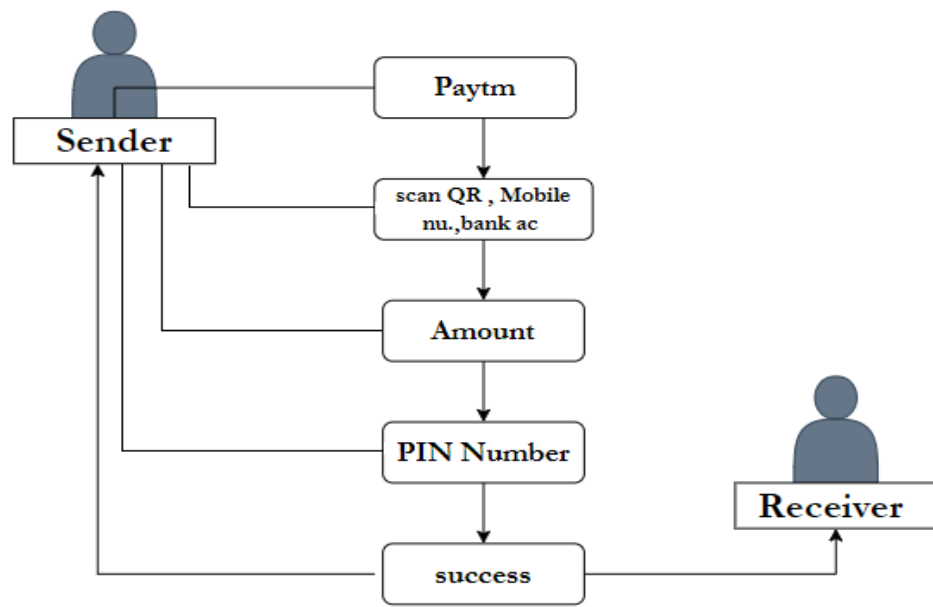 Paytm
Sender
scan QR , Mobile
nu.,bank ac
Amount
PIN Number
Receiver
success